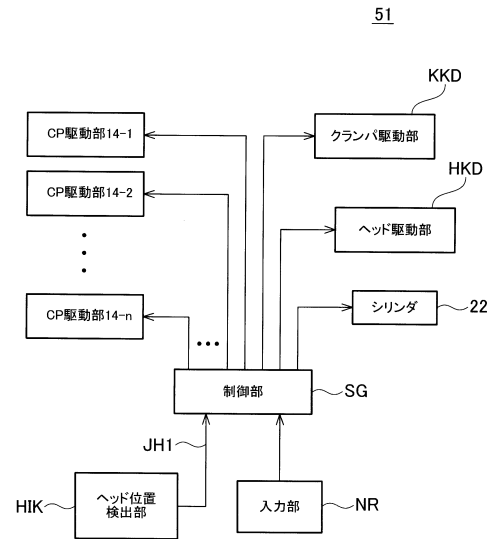 51
KKD
クランパ駆動部
CP駆動部14-1
HKD
CP駆動部14-2
ヘッド駆動部
CP駆動部14-n
シリンダ
22
制御部
SG
JH1
HIK
ヘッド位置
検出部
入力部
NR